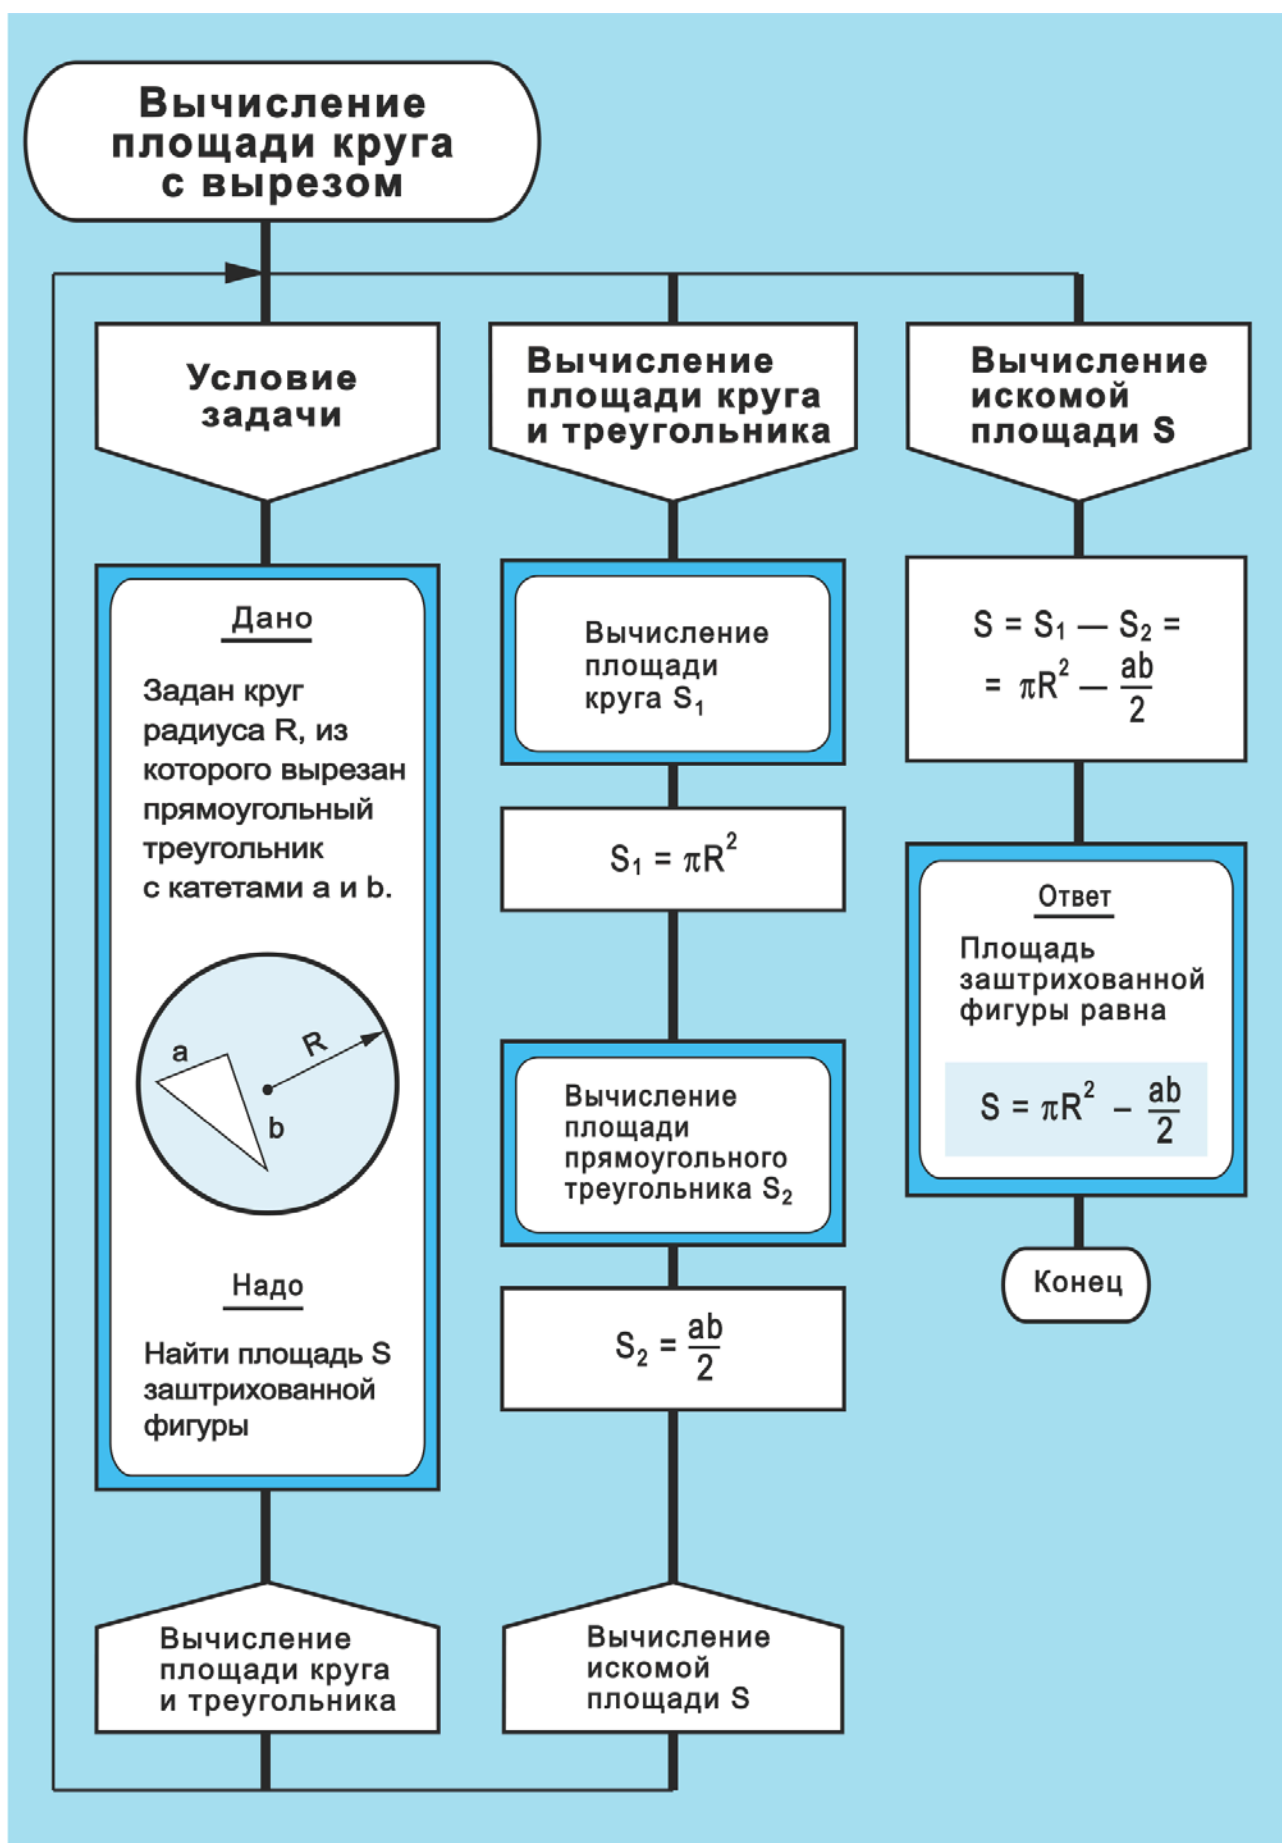 Вычисление
площади круга
с вырезом
Условие
задачи
Дано
Задан круг
радиуса R, из
которого вырезан
прямоугольный
треугольник
с катетами a и b.
a
R
b
Надо
Найти площадь S
заштрихованной
фигуры
Вычисление
площади круга
и треугольника
Вычисление
площади круга
и треугольника
Вычисление
площади
круга S₁
S₁ = πR²
Вычисление
площади
прямоугольного
треугольника S₂
S₂ = ab/2
Вычисление
искомой
площади S
Вычисление
искомой
площади S
S = S₁ — S₂ =
= πR² — ab/2
Ответ
Площадь
заштрихованной
фигуры равна
S = πR² – ab/2
Конец